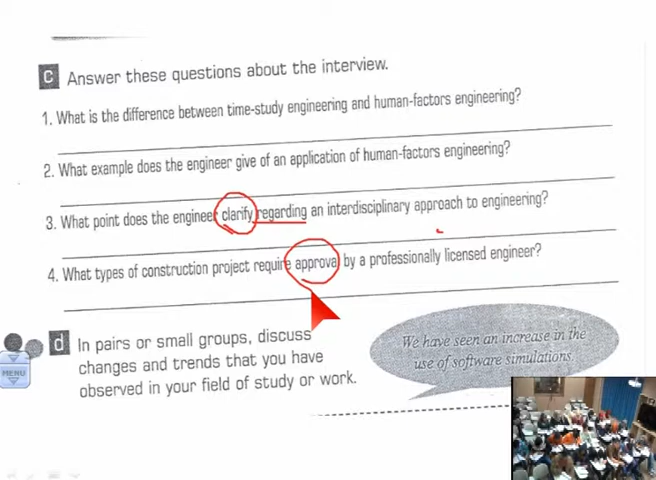 c Answer these questions about the interview.
1. What is the difference between time-study engineering and human-factors engineering?
2. What example does the engineer give of an application of human-factors engineering?
3. What point does the engineer clarify regarding an interdisciplinary approach to engineering?
4. What types of construction project require approval by a professionally licensed engineer?
d In pairs or small groups, discuss
changes and trends that you have
observed in your field of study or work.
We have seen an increase in the
use of software simulations.
MENU